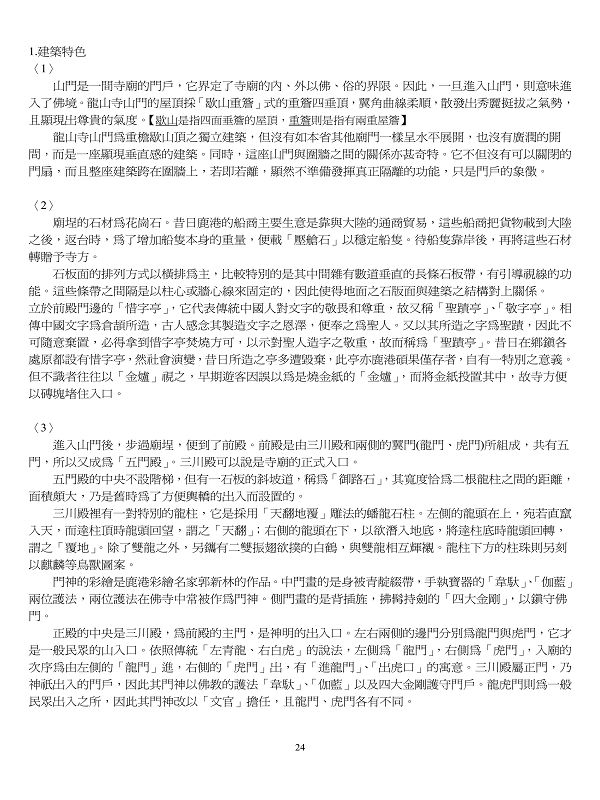 1.建築特色
（1）
山門是一間寺廟的門戶，它界定了寺廟的內、外以佛、俗的界限。因此，一旦進入山門，則意味進
入了佛境。龍山寺山門的屋頂採「歇山重簷」式的重簷四垂頂，翼角曲線柔順，散發出秀麗挺拔之氣勢，
且顯現出尊貴的氣度。【歇山是指四面垂簷的屋頂，重簷則是指有兩重屋簷】
龍山寺山門為重檐歇山頂之獨立建築，但沒有如本省其他廟門一樣呈水平展開，也沒有廣濶的開
間，而是一座顯現垂直感的建築。同時，這座山門與圍牆之間的關係亦甚奇特。它不但沒有可以關閉的
門扇，而且整座建築跨在圍牆上，若即若離，顯然不準備發揮真正隔離的功能，只是門戶的象徵。
（2）
廟埕的石材為花崗石。昔日鹿港的船商主要生意是靠與大陸的通商貿易，這些船商把貨物載到大陸
之後，返台時，為了增加船隻本身的重量，便載「壓艙石」以穩定船隻。待船隻靠岸後，再將這些石材
轉贈予寺方。
石板面的排列方式以橫排為主，比較特別的是其中間雜有數道垂直的長條石板帶，有引導視線的功
能。這些條帶之間隔是以柱心或牆心線來固定的，因此使得地面之石版面與建築之結構對上關係。
立於前殿門邊的「惜字亭」，它代表傳統中國人對文字的敬畏和尊重，故又稱「聖蹟亭」、「敬字亭」。相
傳中國文字為倉頡所造，古人感念其製造文字之恩澤，便奉之為聖人。又以其所造之字為聖蹟，因此不
可隨意棄置，必得拿到惜字亭焚燒方可，以示對聖人造字之敬重，故而稱為「聖蹟亭」。昔日在鄉鎮各
處原都設有惜字亭，然社會演變，昔日所造之亭多遭毀棄，此亭亦鹿港碩果僅存者，自有一特別之意義。
但不識者往往以「金爐」視之，早期遊客因誤以為是燒金紙的「金爐」，而將金紙投置其中，故寺方便
以磚塊堵住入口。
（3）
進入山門後，步過廟埕，便到了前殿。前殿是由三川殿和兩側的翼門(龍門、虎門)所組成，共有五
門，所以又成為「五門殿」。三川殿可以說是寺廟的正式入口。
五門殿的中央不設階梯，但有一石板的斜坡道，稱為「御路石」，其寬度恰為二根龍柱之間的距離，
面積頗大，乃是舊時為了方便輿轎的出入而設置的。
三川殿裡有一對特別的龍柱，它是採用「天翻地覆」雕法的蟠龍石柱。左側的龍頭在上，宛若直竄
入天，而達柱頂時龍頭回望，謂之「天翻」；右側的龍頭在下，以欲潛入地底，將達柱底時龍頭回轉，
謂之「覆地」。除了雙龍之外，另鐫有二雙振翅欲撲的白鶴，與雙龍相互輝襯。龍柱下方的柱珠則另刻
以麒麟等鳥獸圖案。
門神的彩繪是鹿港彩繪名家郭新林的作品。中門畫的是身被青靛綴帶，手執寶器的「韋馱」、「伽藍」
兩位護法，兩位護法在佛寺中常被作為門神。側門畫的是背插旌，拂髯持劍的「四大金剛」，以鎮守佛
門。
正殿的中央是三川殿，為前殿的主門，是神明的出入口。左右兩側的邊門分別為龍門與虎門，它才
是一般民眾的山入口。依照傳統「左青龍、右白虎」的說法，左側為「龍門」，右側為「虎門」，入廟的
次序為由左側的「龍門」進，右側的「虎門」出，有「進龍門」、「出虎口」的寓意。三川殿屬正門，乃
神祇出入的門戶，因此其門神以佛教的護法「韋馱」、「伽藍」以及四大金剛護守門戶。龍虎門則為一般
民眾出入之所，因此其門神改以「文官」擔任，且龍門、虎門各有不同。
24